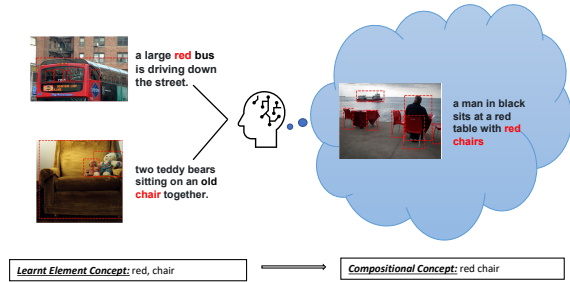 a large red bus
is driving down
the street.
two teddy bears
sitting on an old
chair together.
a man in black
sits at a red
table with red
chairs
Learnt Element Concept: red, chair
Compositional Concept: red chair